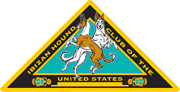 IBIZAN HOUND
CLUB OF THE
UNITED STATES